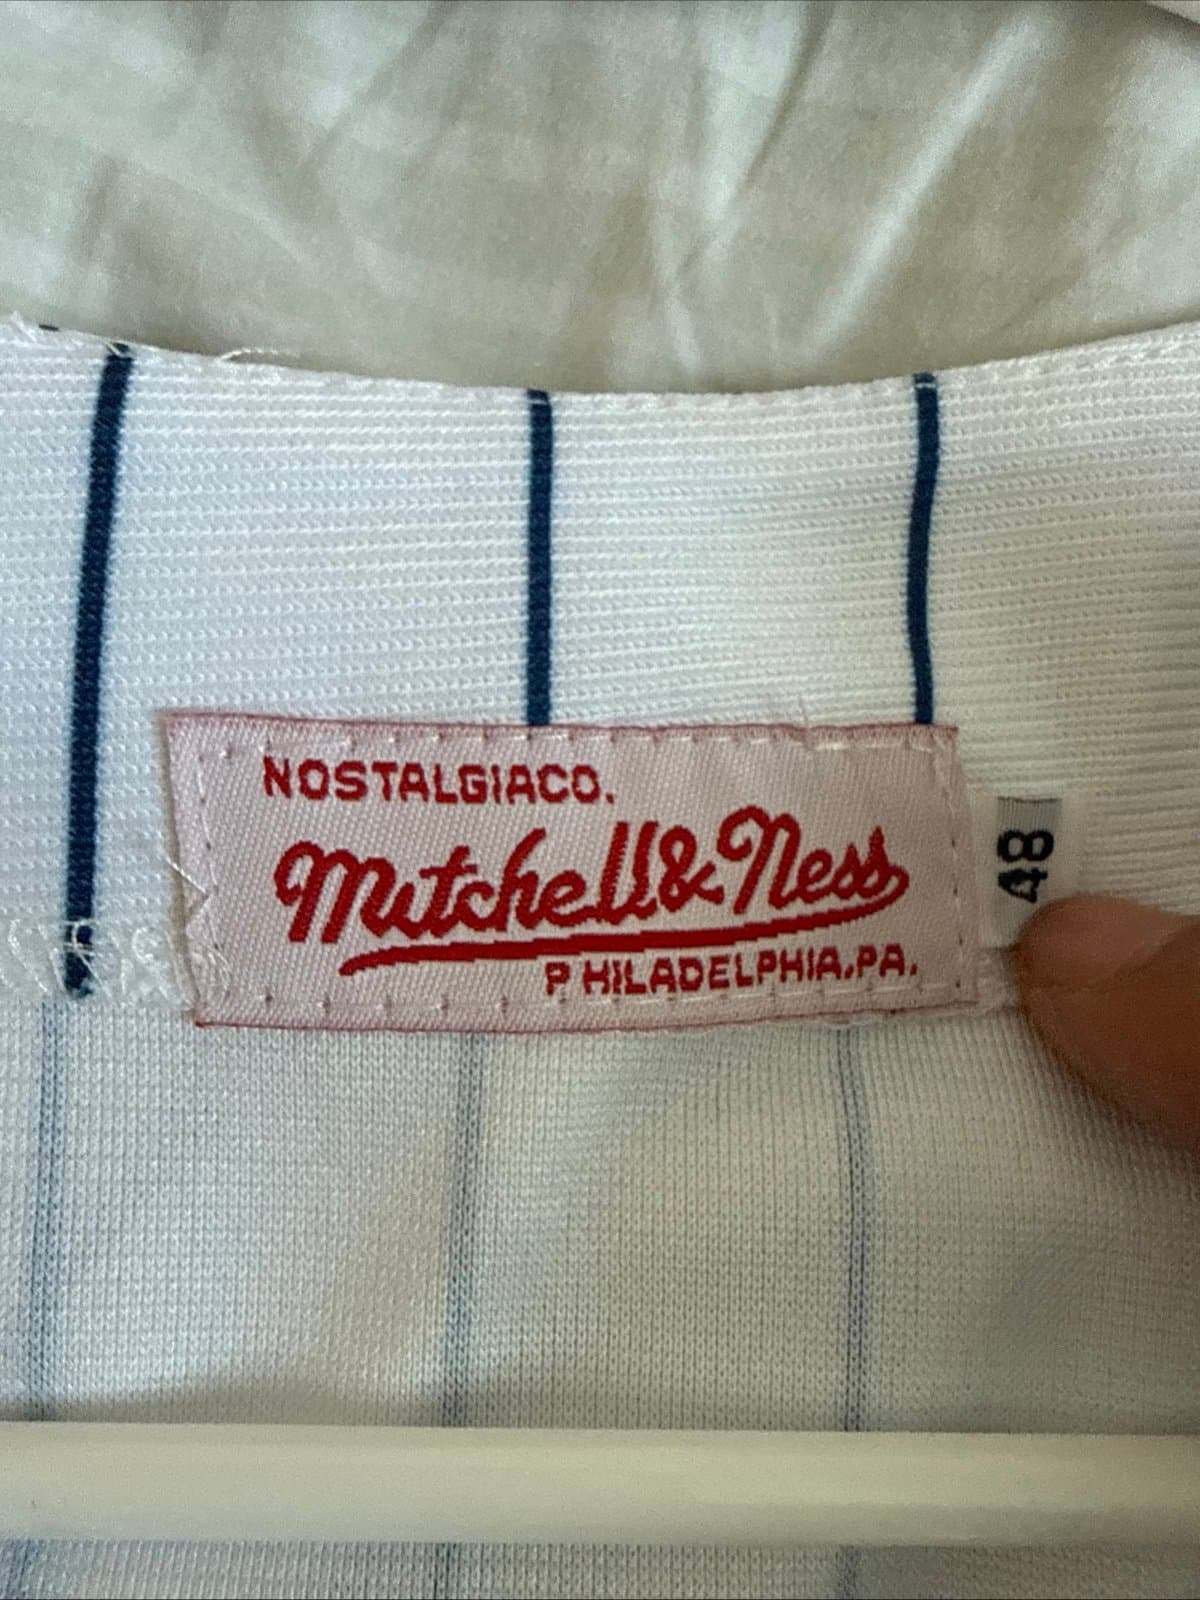 NOSTALGIACO.
Mitchell & Ness
PHILADELPHIA.PA.
48